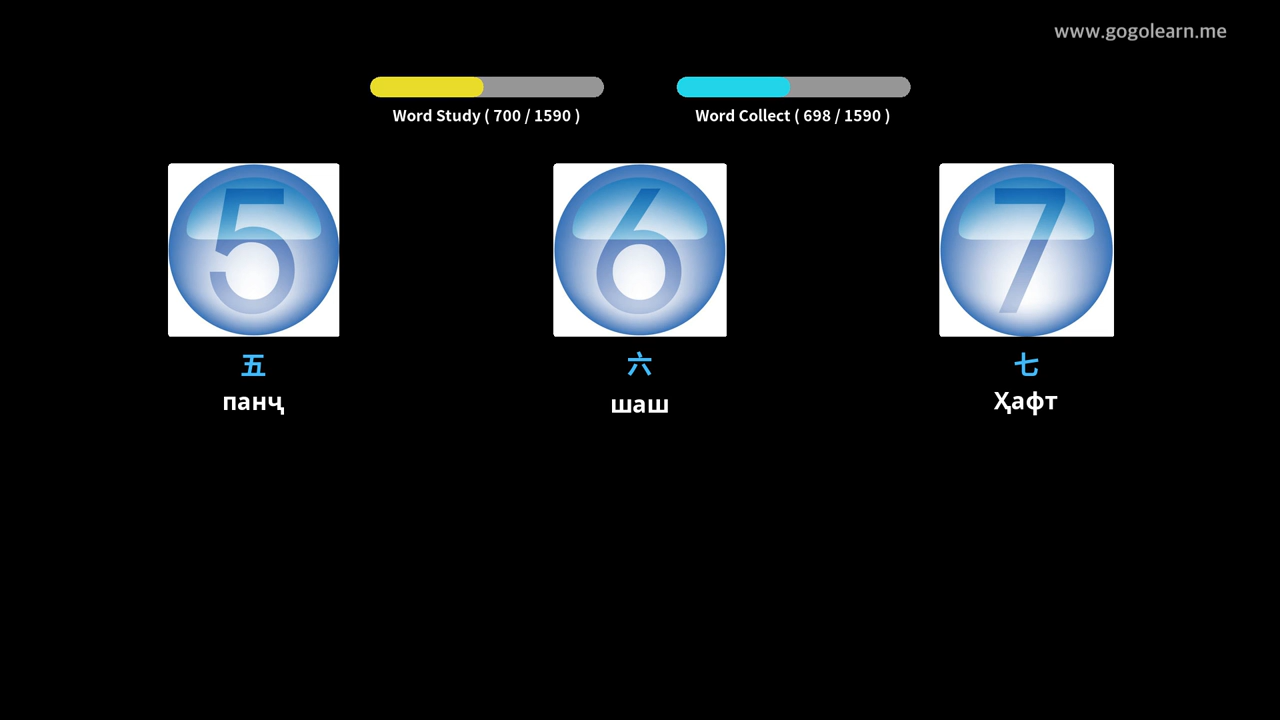 www.gogolearn.me
Word Study ( 700 / 1590 )
Word Collect ( 698 / 1590 )
5
6
7
五
六
七
панҷ
шаш
Ҳафт